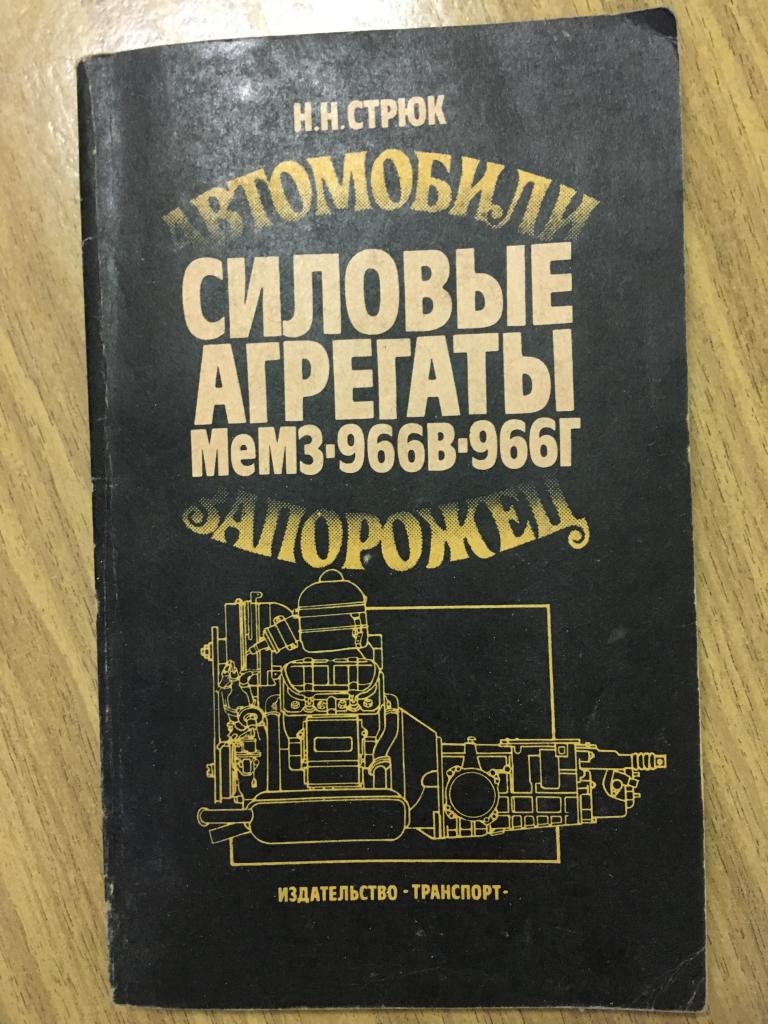 Н.Н.СТРЮК
АВТОМОБИЛИ
СИЛОВЫЕ
АГРЕГАТЫ
МеМЗ-966В-966Г
ЗАПОРОЖЕЦ
ИЗДАТЕЛЬСТВО -ТРАНСПОРТ-